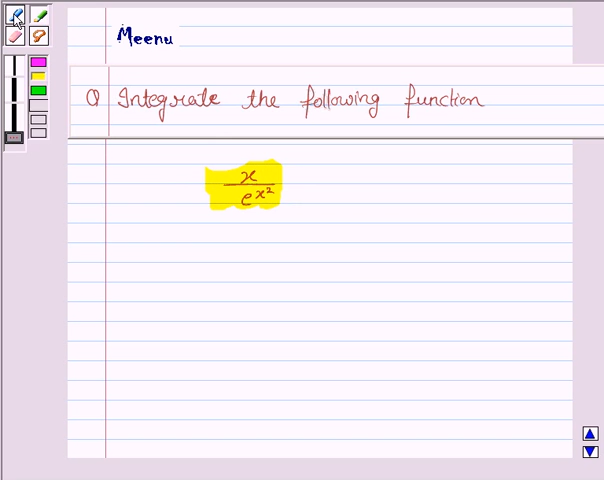 Meenu
Q Integrate the following function
x
e^x²